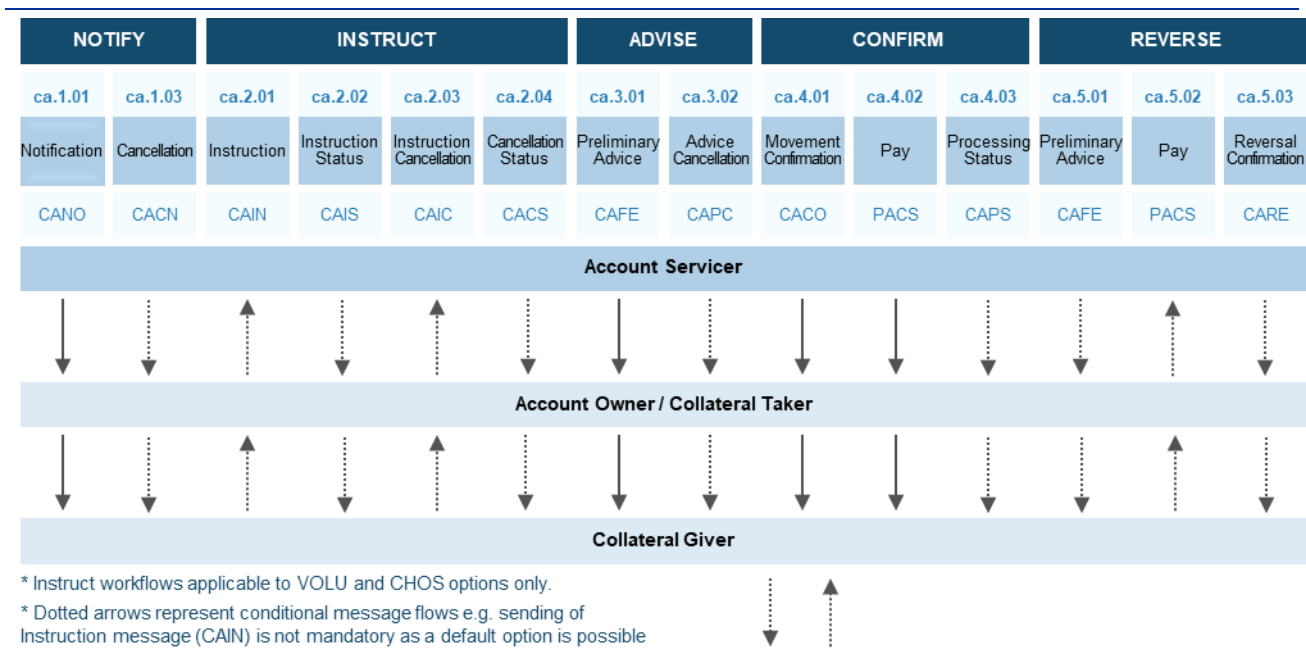 NOTIFY INSTRUCT ADVISE CONFIRM REVERSE
ca.1.01 ca.1.03 ca.2.01 ca.2.02 ca.2.03 ca.2.04 ca.3.01 ca.3.02 ca.4.01 ca.4.02 ca.4.03 ca.5.01 ca.5.02 ca.5.03
Notification Cancellation Instruction Instruction Status Instruction Cancellation Cancellation Status Preliminary Advice Advice Cancellation Movement Confirmation Pay Processing Status Preliminary Advice Pay Reversal Confirmation
CANO CACN CAIN CAIS CAIC CACS CAFE CAPC CACO PACS CAPS CAFE PACS CARE
Account Servicer
Account Owner / Collateral Taker
Collateral Giver
* Instruct workflows applicable to VOLU and CHOS options only.
* Dotted arrows represent conditional message flows e.g. sending of
Instruction message (CAIN) is not mandatory as a default option is possible